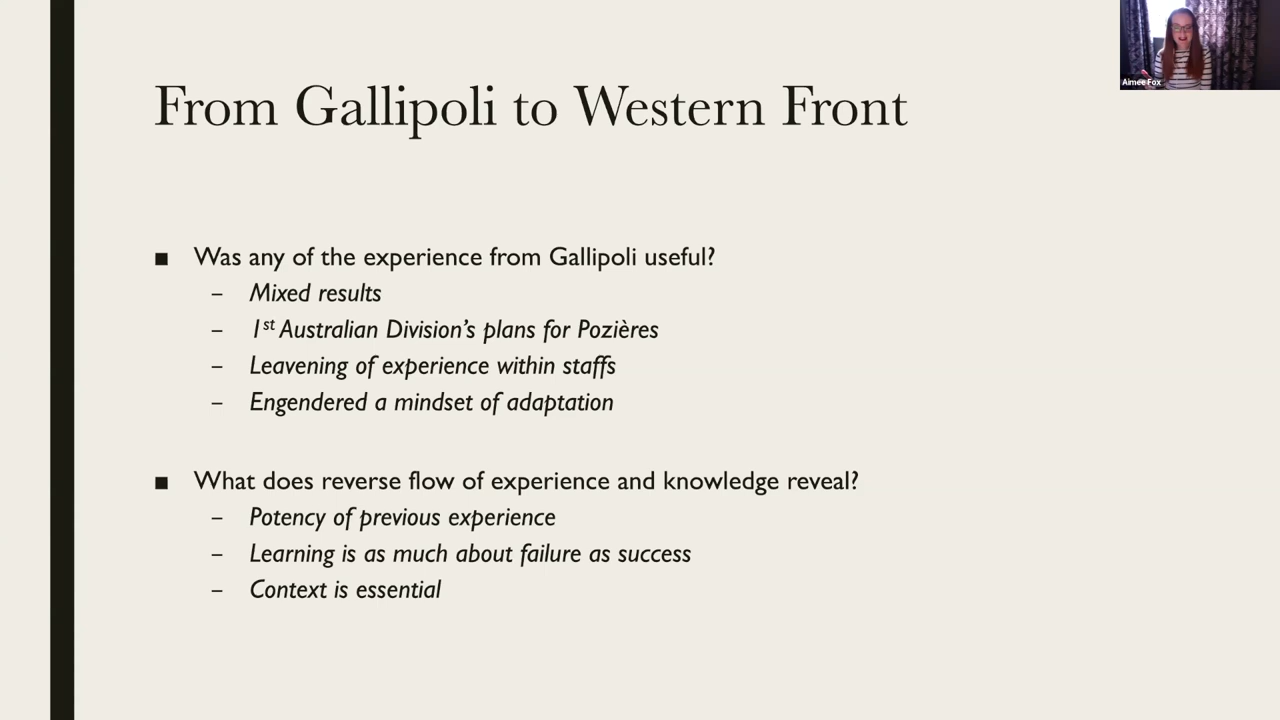 Aimee Fox
From Gallipoli to Western Front
■ Was any of the experience from Gallipoli useful?
– Mixed results
– 1st Australian Division’s plans for Pozières
– Leavening of experience within staffs
– Engendered a mindset of adaptation
■ What does reverse flow of experience and knowledge reveal?
– Potency of previous experience
– Learning is as much about failure as success
– Context is essential